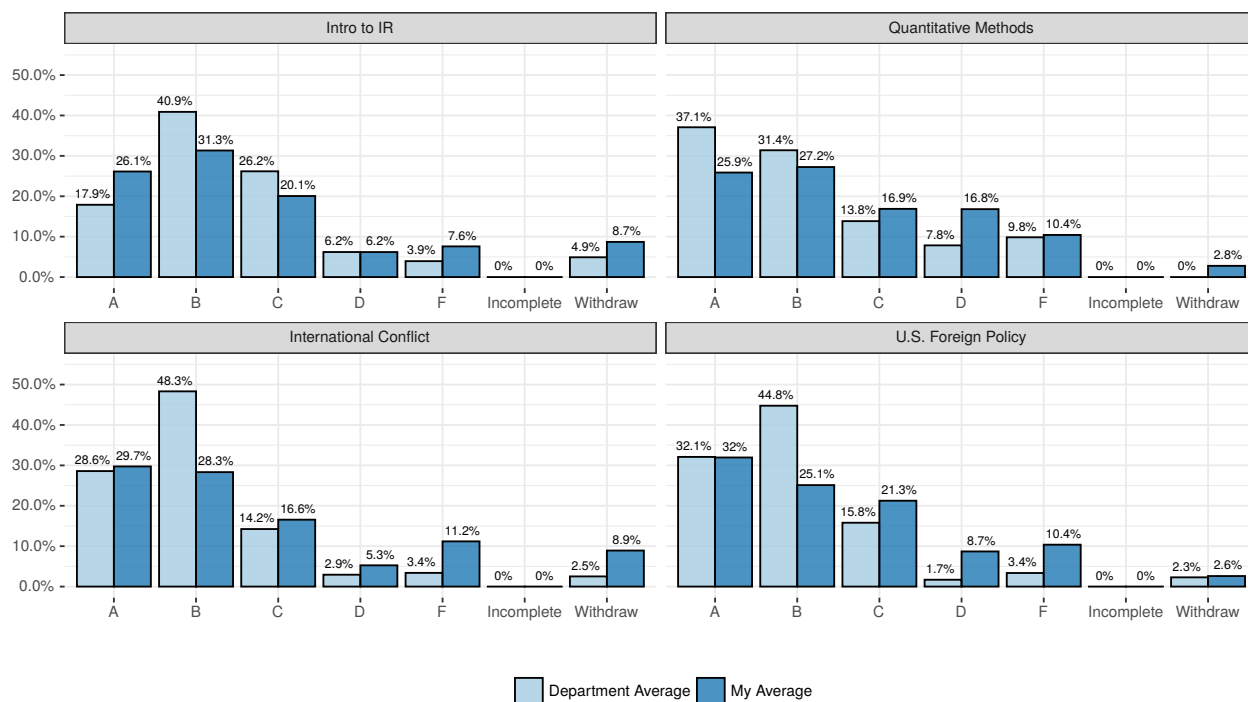 Intro to IR
Quantitative Methods
50.0%
40.0%
30.0%
20.0%
10.0%
0.0%
17.9% 26.1% 40.9% 31.3% 26.2% 20.1% 6.2% 6.2% 3.9% 7.6% 0% 0% 4.9% 8.7%
37.1% 25.9% 31.4% 27.2% 13.8% 16.9% 7.8% 16.8% 9.8% 10.4% 0% 0% 0% 2.8%
A B C D F Incomplete Withdraw
A B C D F Incomplete Withdraw
International Conflict
U.S. Foreign Policy
50.0%
40.0%
30.0%
20.0%
10.0%
0.0%
28.6% 29.7% 48.3% 28.3% 14.2% 16.6% 2.9% 5.3% 3.4% 11.2% 0% 0% 2.5% 8.9%
32.1% 32% 44.8% 25.1% 15.8% 21.3% 1.7% 8.7% 3.4% 10.4% 0% 0% 2.3% 2.6%
A B C D F Incomplete Withdraw
A B C D F Incomplete Withdraw
Department Average My Average